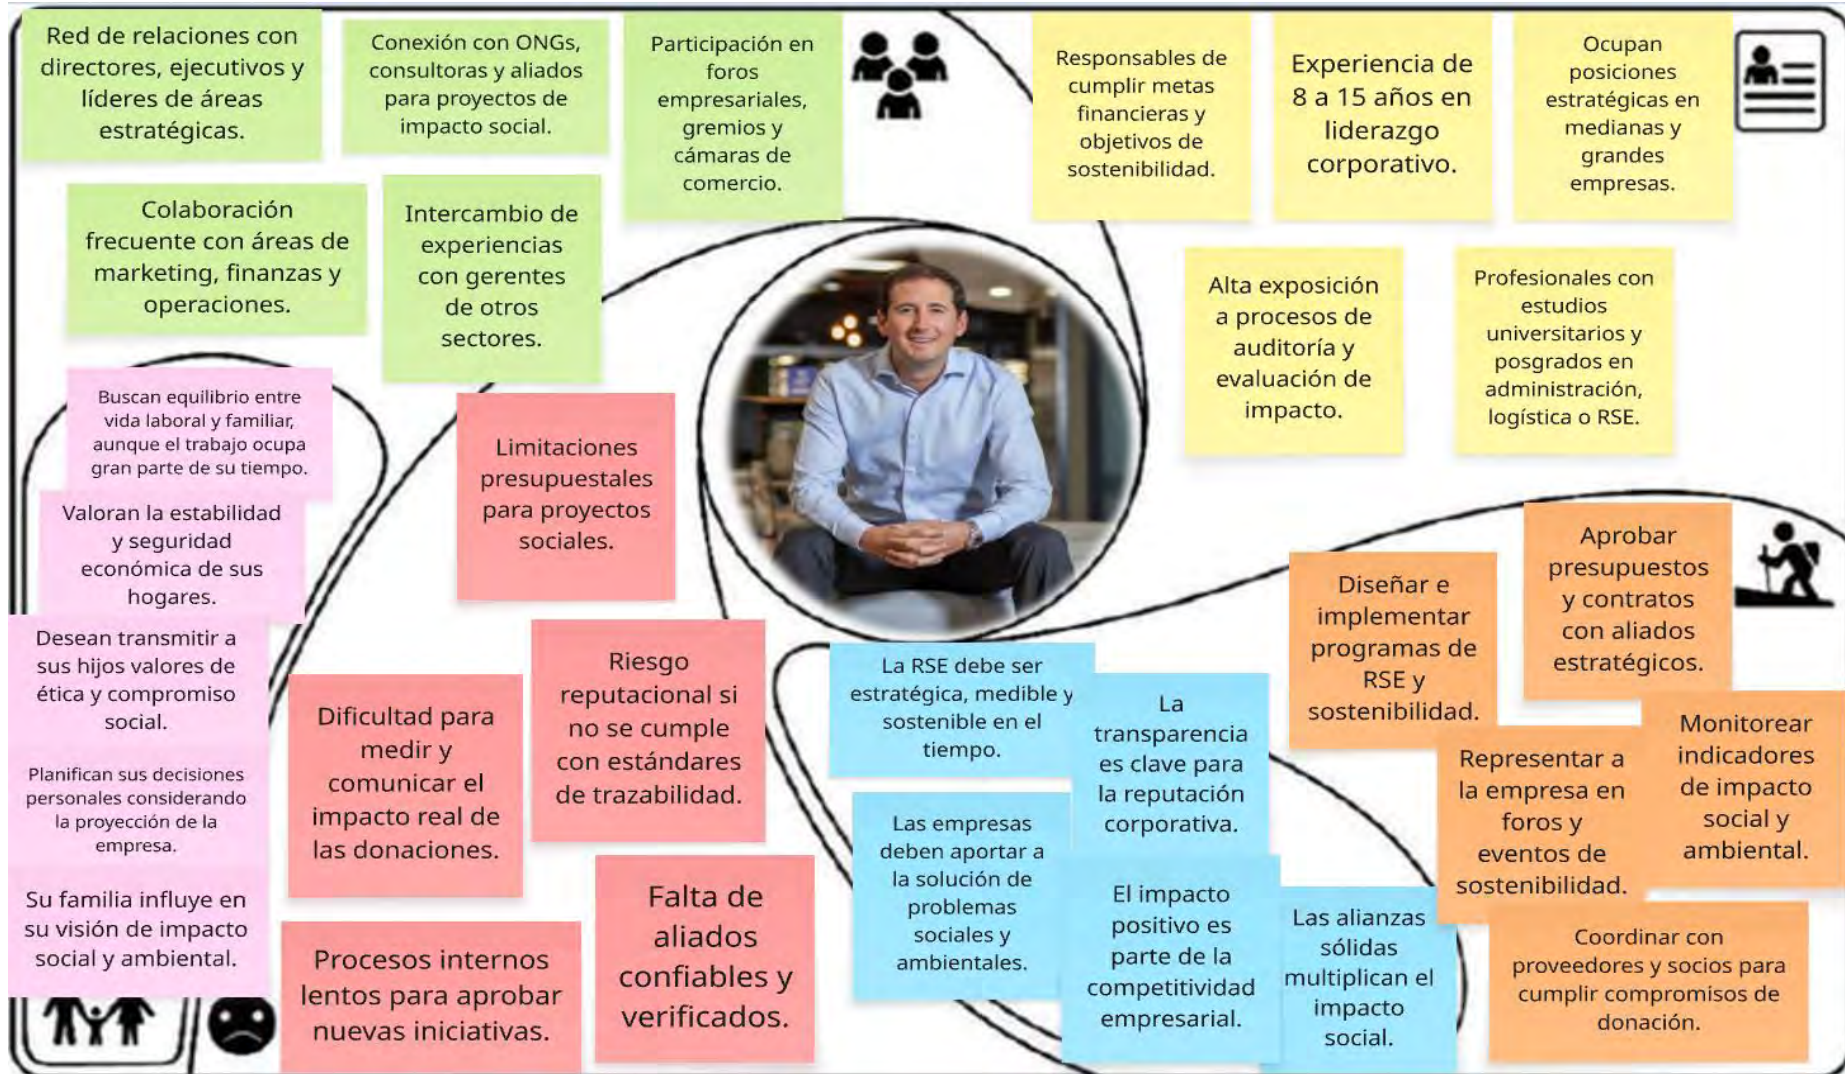 Red de relaciones con
directores, ejecutivos y
líderes de áreas
estratégicas.
Conexión con ONGs,
consultoras y aliados
para proyectos de
impacto social.
Participación en
foros
empresariales,
gremios y
cámaras de
comercio.
Colaboración
frecuente con áreas de
marketing, finanzas y
operaciones.
Intercambio de
experiencias
con gerentes
de otros
sectores.
Responsables de
cumplir metas
financieras y
objetivos de
sostenibilidad.
Experiencia de
8 a 15 años en
liderazgo
corporativo.
Ocupan
posiciones
estratégicas en
medianas y
grandes
empresas.
Alta exposición
a procesos de
auditoría y
evaluación de
impacto.
Profesionales con
estudios
universitarios y
posgrados en
administración,
logística o RSE.
Buscan equilibrio entre
vida laboral y familiar,
aunque el trabajo ocupa
gran parte de su tiempo.
Valoran la estabilidad
y seguridad
económica de sus
hogares.
Desean transmitir a
sus hijos valores de
ética y compromiso
social.
Planifican sus decisiones
personales considerando
la proyección de la
empresa.
Su familia influye en
su visión de impacto
social y ambiental.
Limitaciones
presupuestales
para proyectos
sociales.
Riesgo
reputacional si
no se cumple
con estándares
de trazabilidad.
Dificultad para
medir y
comunicar el
impacto real de
las donaciones.
Procesos internos
lentos para aprobar
nuevas iniciativas.
Falta de
aliados
confiables y
verificados.
La RSE debe ser
estratégica, medible y
sostenible en el
tiempo.
La
transparencia
es clave para
la reputación
corporativa.
Las empresas
deben aportar a
la solución de
problemas
sociales y
ambientales.
El impacto
positivo es
parte de la
competitividad
empresarial.
Las alianzas
sólidas
multiplican el
impacto
social.
Diseñar e
implementar
programas de
RSE y
sostenibilidad.
Aprobar
presupuestos
y contratos
con aliados
estratégicos.
Representar a
la empresa en
foros y
eventos de
sostenibilidad.
Monitorear
indicadores
de impacto
social y
ambiental.
Coordinar con
proveedores y socios para
cumplir compromisos de
donación.